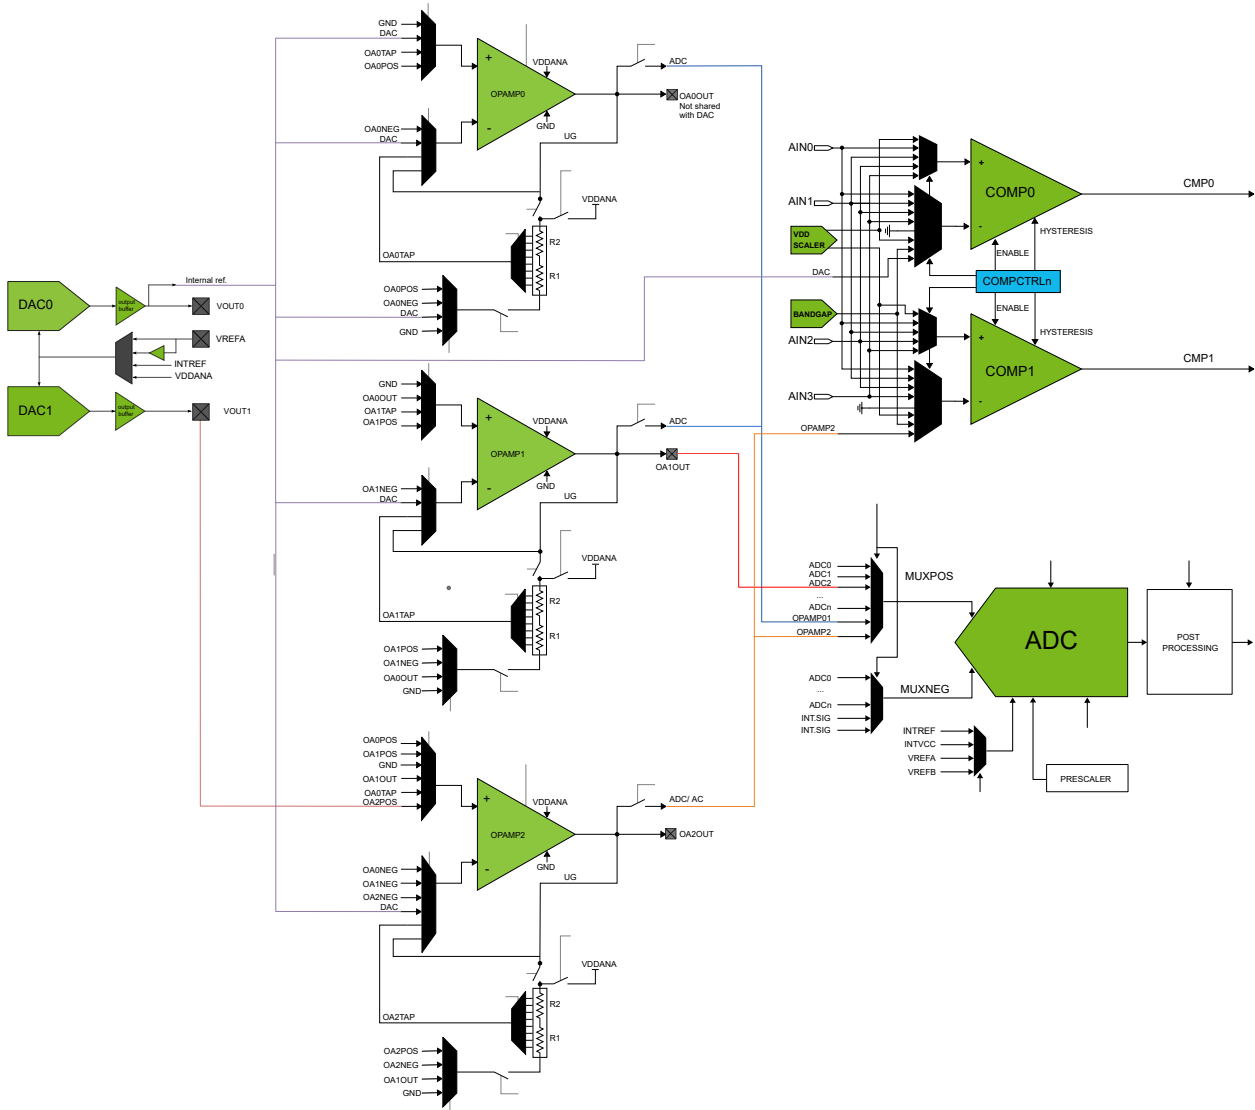 DAC0
output
buffer
Internal ref.
VOUT0
VREFA
INTREF
VDDANA
DAC1
output
buffer
VOUT1
GND
DAC
OA0TAP
OA0POS
OA0NEG
DAC
+
-
OPAMP0
VDDANA
GND
UG
ADC
OA0OUT
Not shared
with DAC
VDDANA
R2
R1
OA0TAP
OA0POS
OA0NEG
DAC
GND
GND
OA0OUT
OA1TAP
OA1POS
OA1NEG
DAC
+
-
OPAMP1
VDDANA
GND
UG
ADC
OA1OUT
VDDANA
R2
R1
OA1TAP
OA1POS
OA1NEG
OA0OUT
GND
OA0POS
OA1POS
GND
OA1OUT
OA0TAP
OA2POS
OA0NEG
OA1NEG
OA2NEG
DAC
+
-
OPAMP2
VDDANA
GND
UG
ADC/ AC
OA2OUT
VDDANA
R2
R1
OA2TAP
OA2POS
OA2NEG
OA1OUT
GND
AIN0
AIN1
VDD
SCALER
DAC
BANDGAP
AIN2
AIN3
OPAMP2
+
-
COMP0
CMP0
HYSTERESIS
ENABLE
COMPCTRLn
ENABLE
HYSTERESIS
+
-
COMP1
CMP1
ADC0
ADC1
ADC2
...
ADCn
OPAMP01
OPAMP2
MUXPOS
ADC0
...
ADCn
INT.SIG
INT.SIG
MUXNEG
ADC
POST
PROCESSING
INTREF
INTVCC
VREFA
VREFB
PRESCALER